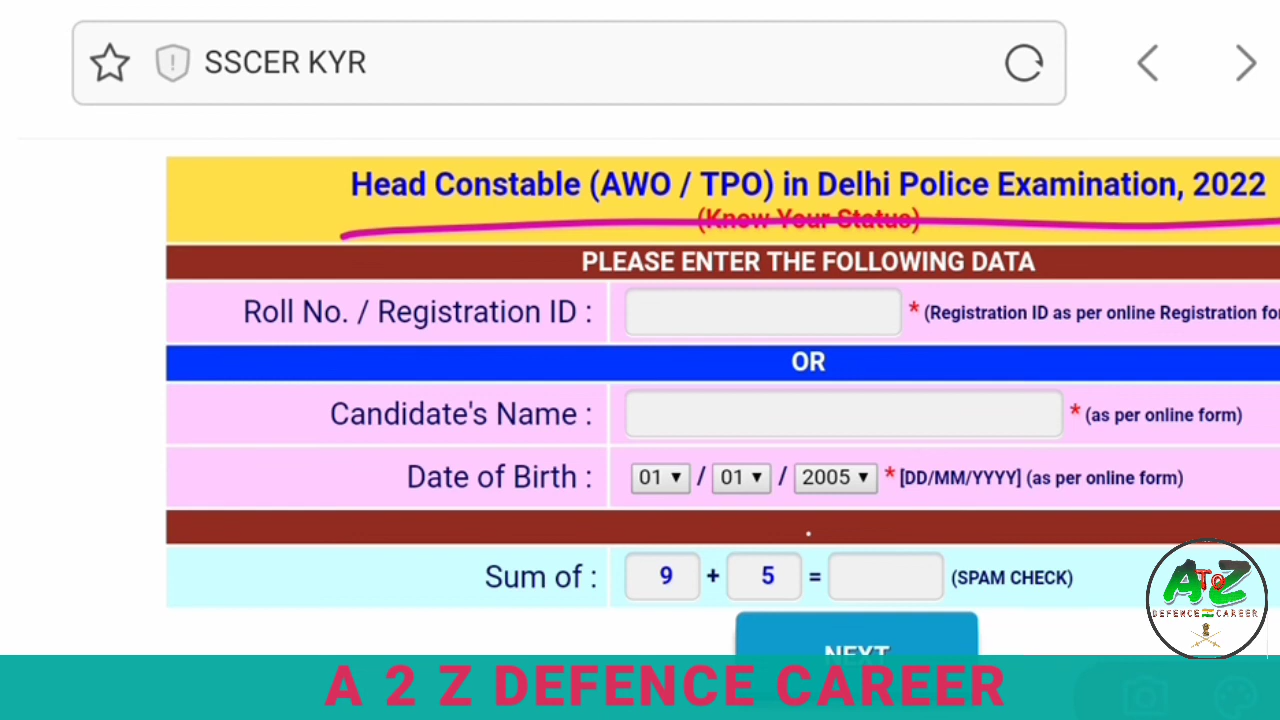 SSCER KYR
Head Constable (AWO / TPO) in Delhi Police Examination, 2022
(Know Your Status)
PLEASE ENTER THE FOLLOWING DATA
Roll No. / Registration ID : * (Registration ID as per online Registration
OR
Candidate's Name : * (as per online form)
Date of Birth : 01 / 01 / 2005 * [DD/MM/YYYY] (as per online form)
.
Sum of : 9 + 5 = (SPAM CHECK)
NEXT
A To Z
DEFENCE CAREER
A 2 Z DEFENCE CAREER